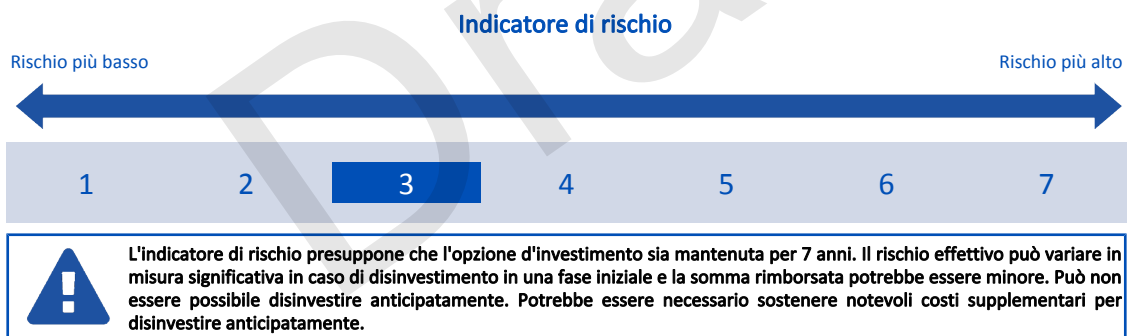 Indicatore di rischio
Rischio più basso
Rischio più alto
1 2 3 4 5 6 7
L'indicatore di rischio presuppone che l'opzione d'investimento sia mantenuta per 7 anni. Il rischio effettivo può variare in
misura significativa in caso di disinvestimento in una fase iniziale e la somma rimborsata potrebbe essere minore. Può non
essere possibile disinvestire anticipatamente. Potrebbe essere necessario sostenere notevoli costi supplementari per
disinvestire anticipatamente.